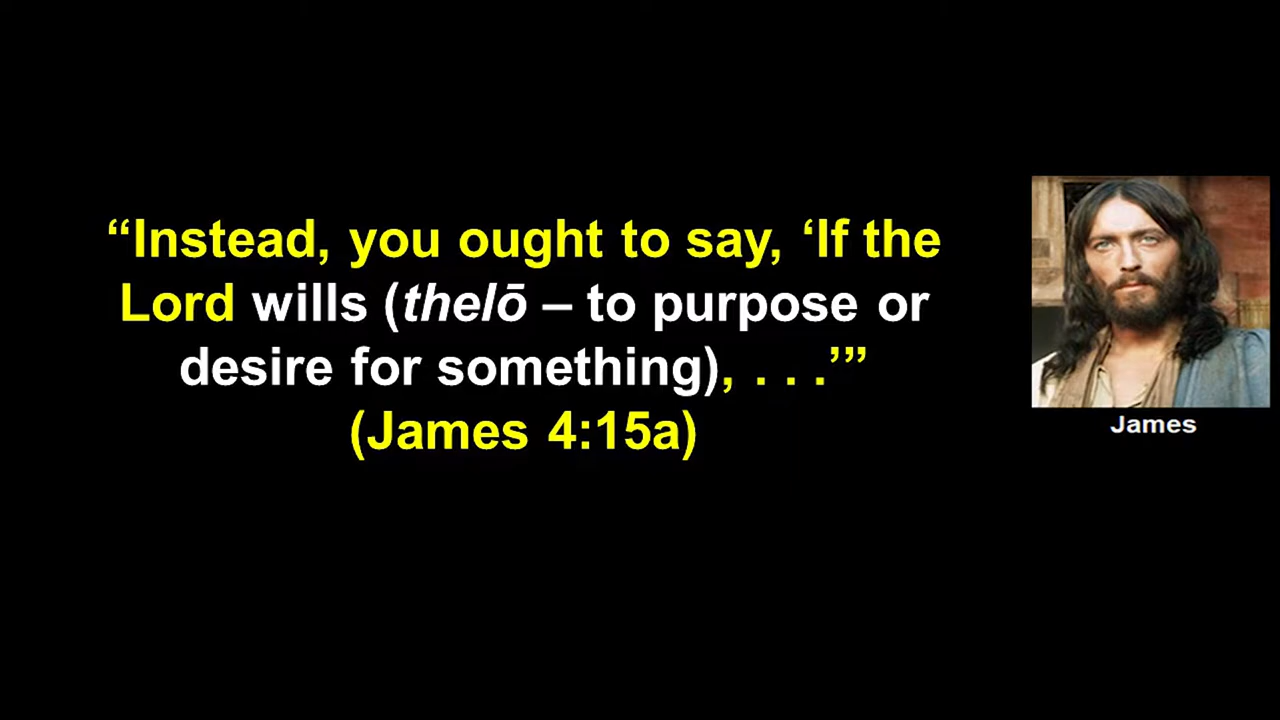 “Instead, you ought to say, ‘If the
Lord wills (thelō – to purpose or
desire for something), . . .’”
(James 4:15a)
James